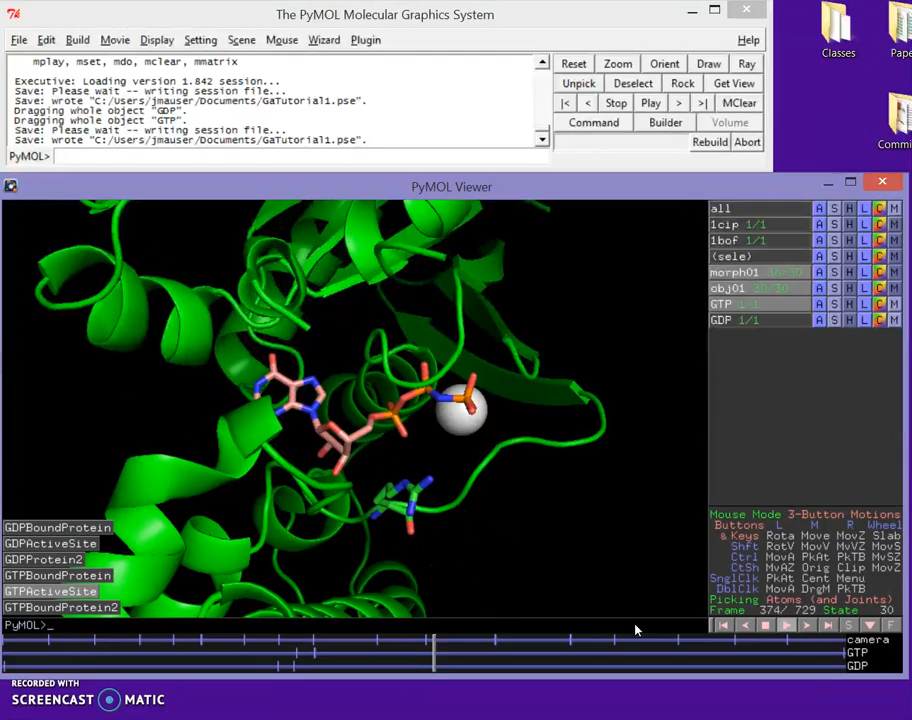 The PyMOL Molecular Graphics System
Classes
Pape
File Edit Build Movie Display Setting Scene Mouse Wizard Plugin Help
mplay, mset, mdo, mclear, mmatrix
Executive: Loading version 1.842 session...
Save: Please wait -- writing session file...
Save: wrote "C:/Users/jmauser/Documents/GaTutorial1.pse".
Dragging whole object "GDP".
Dragging whole object "GTP".
Save: Please wait -- writing session file...
Save: wrote "C:/Users/jmauser/Documents/GaTutorial1.pse".
PyMOL>
Reset Zoom Orient Draw Ray
Unpick Deselect Rock Get View
|< < Stop Play > >| MClear
Command Builder Volume
Rebuild Abort
Commi
PyMOL Viewer
all A S H L C M
1cip 1/1 A S H L C M
1bof 1/1 A S H L C M
(sele) A S H L C M
morph01 30/30 A S H L C M
obj01 30/30 A S H L C M
GTP 1/1 A S H L C M
GDP 1/1 A S H L C M
GDPBoundProtein
GDPActiveSite
GDPProtein2
GTPBoundProtein
GTPActiveSite
GTPBoundProtein2
PyMOL>_
Mouse Mode 3-Button Motions
Buttons L M R Wheel
& Keys Rota Move MovZ Slab
Shft RotV MovV MvVZ MovS
Ctrl MovA Pk1 PkTB MvSZ
CtSh MvAZ Orig Clip MovZ
SnglClk PkAt Cent Menu
DblClk MovA DrgM PkTB
Picking Atoms (and Joints)
Frame 374/ 729 State 30
S F
camera
GTP
GDP
RECORDED WITH
SCREENCAST MATIC